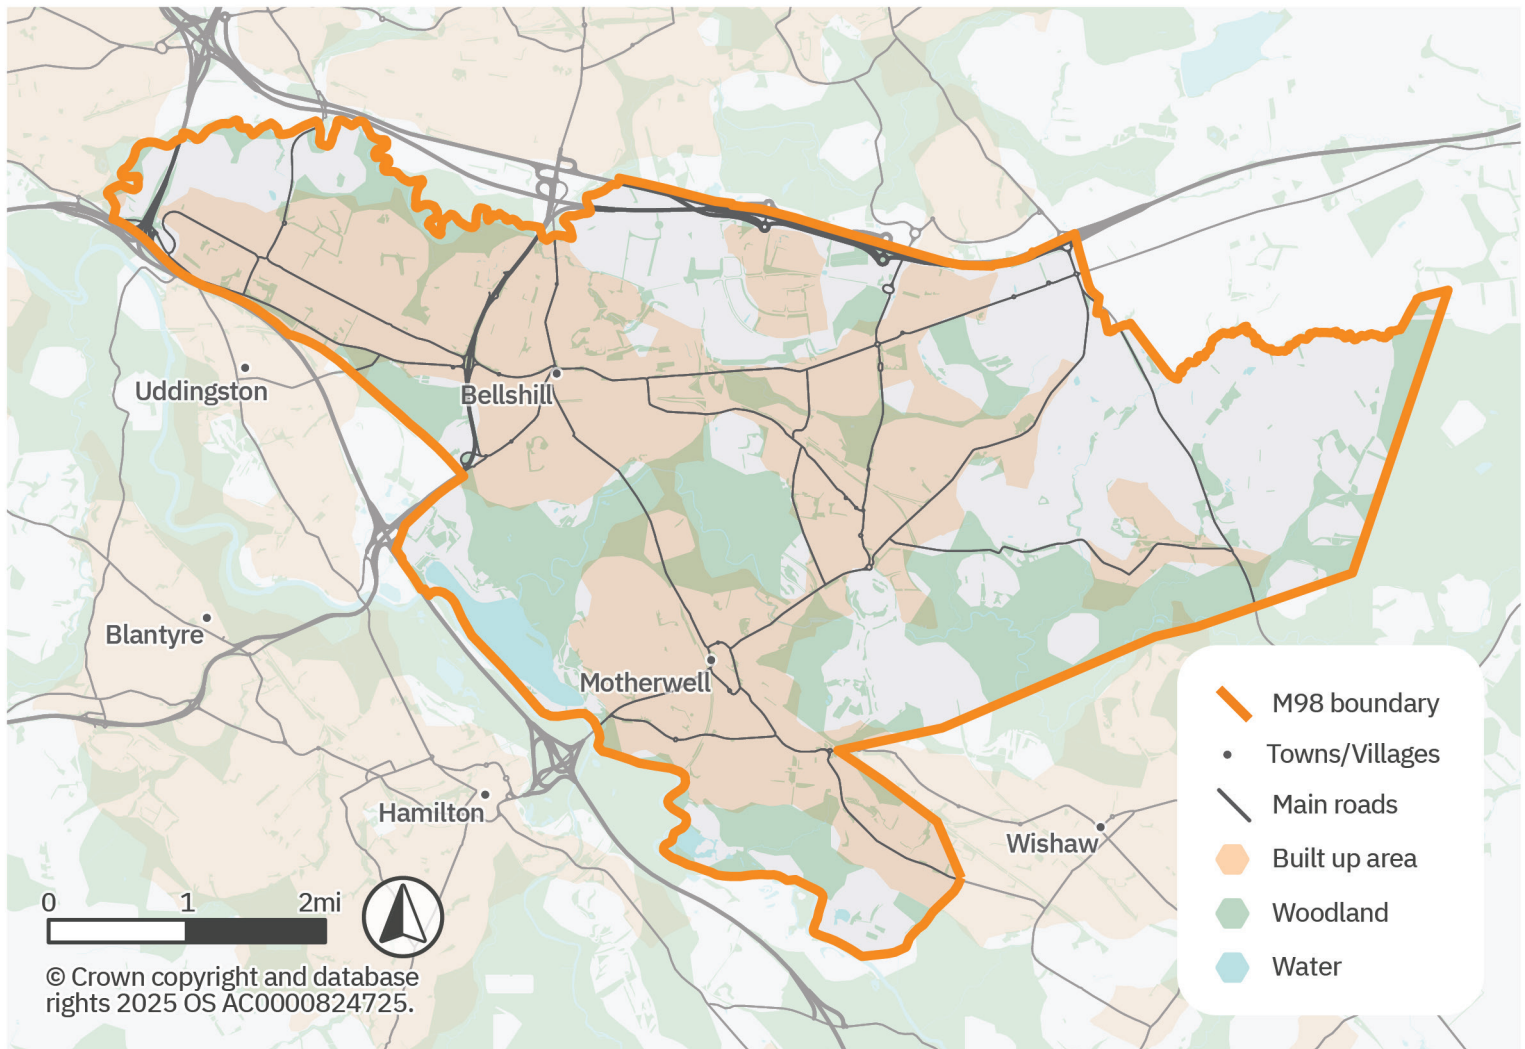 Uddingston
Bellshill
Blantyre
Motherwell
Hamilton
Wishaw
M98 boundary
Towns/Villages
Main roads
Built up area
Woodland
Water
0 1 2mi
© Crown copyright and database
rights 2025 OS AC0000824725.